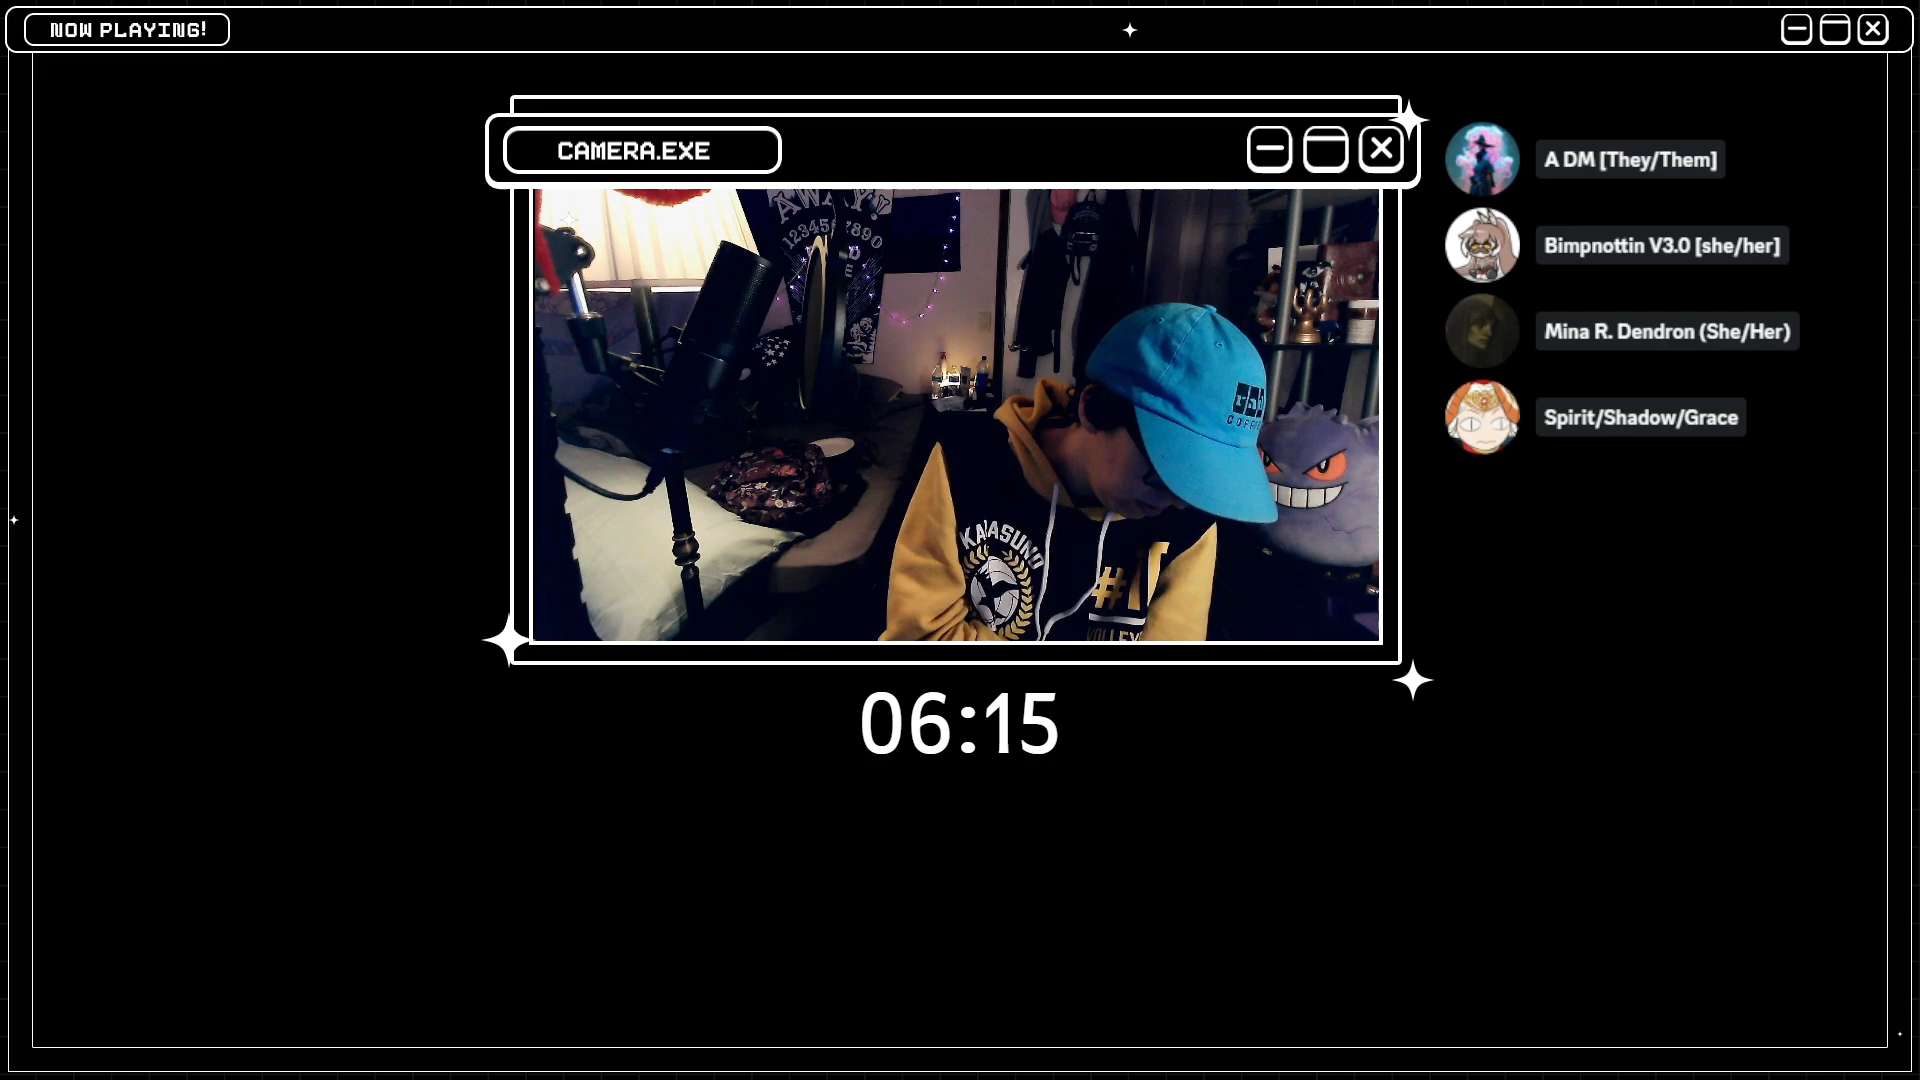 NOW PLAYING!
CAMERA.EXE
A DM [They/Them]
Bimpnottin V3.0 [she/her]
Mina R. Dendron (She/Her)
Spirit/Shadow/Grace
KARASUNO
06:15